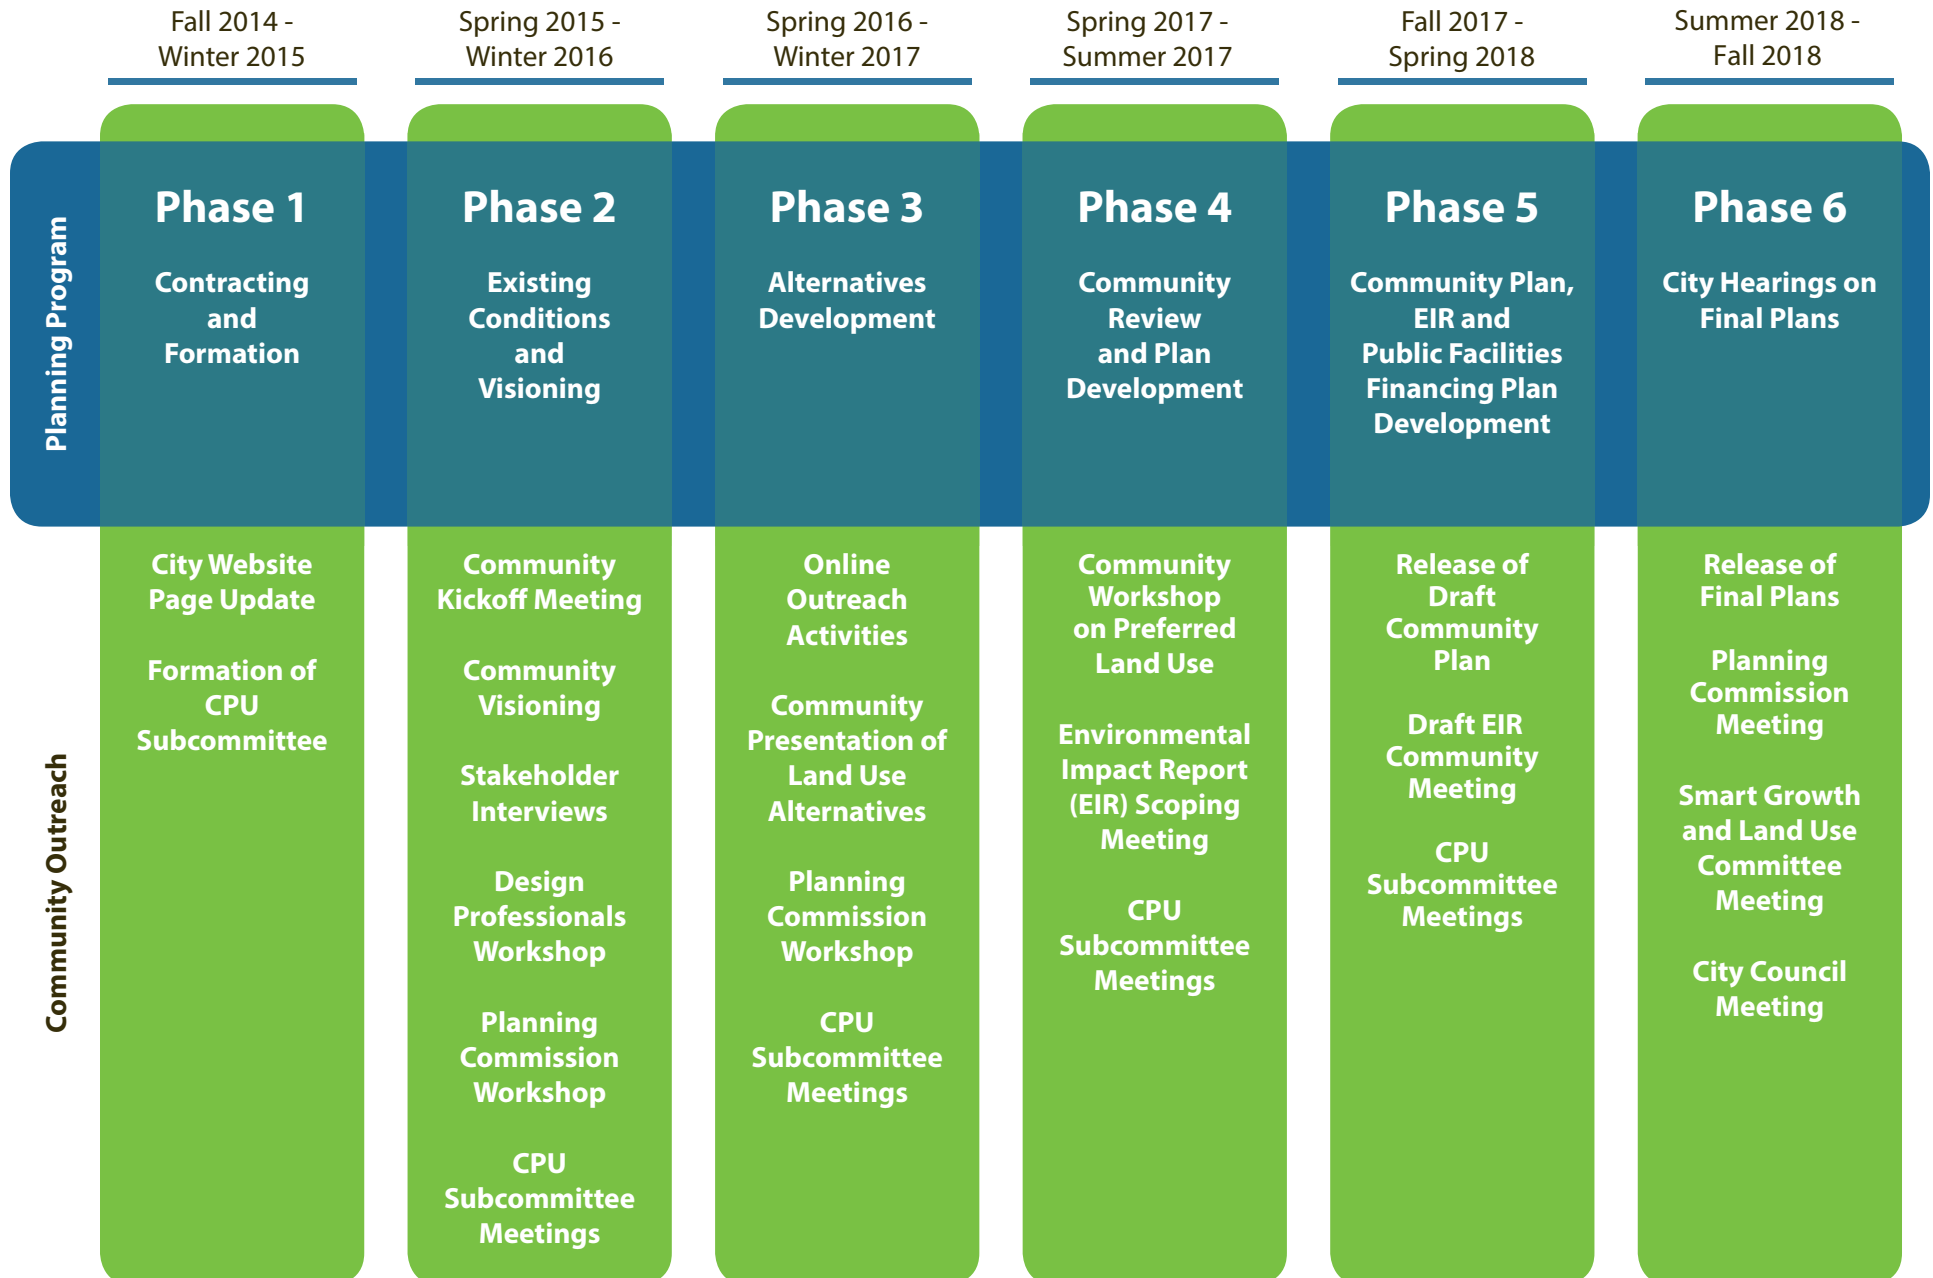 Fall 2014 -
Winter 2015
Spring 2015 -
Winter 2016
Spring 2016 -
Winter 2017
Spring 2017 -
Summer 2017
Fall 2017 -
Spring 2018
Summer 2018 -
Fall 2018
Planning Program
Phase 1
Contracting
and
Formation
Phase 2
Existing
Conditions
and
Visioning
Phase 3
Alternatives
Development
Phase 4
Community
Review
and Plan
Development
Phase 5
Community Plan,
EIR and
Public Facilities
Financing Plan
Development
Phase 6
City Hearings on
Final Plans
Community Outreach
City Website
Page Update
Formation of
CPU
Subcommittee
Community
Kickoff Meeting
Community
Visioning
Stakeholder
Interviews
Design
Professionals
Workshop
Planning
Commission
Workshop
CPU
Subcommittee
Meetings
Online
Outreach
Activities
Community
Presentation of
Land Use
Alternatives
Planning
Commission
Workshop
CPU
Subcommittee
Meetings
Community
Workshop
on Preferred
Land Use
Environmental
Impact Report
(EIR) Scoping
Meeting
CPU
Subcommittee
Meetings
Release of
Draft
Community
Plan
Draft EIR
Community
Meeting
CPU
Subcommittee
Meetings
Release of
Final Plans
Planning
Commission
Meeting
Smart Growth
and Land Use
Committee
Meeting
City Council
Meeting